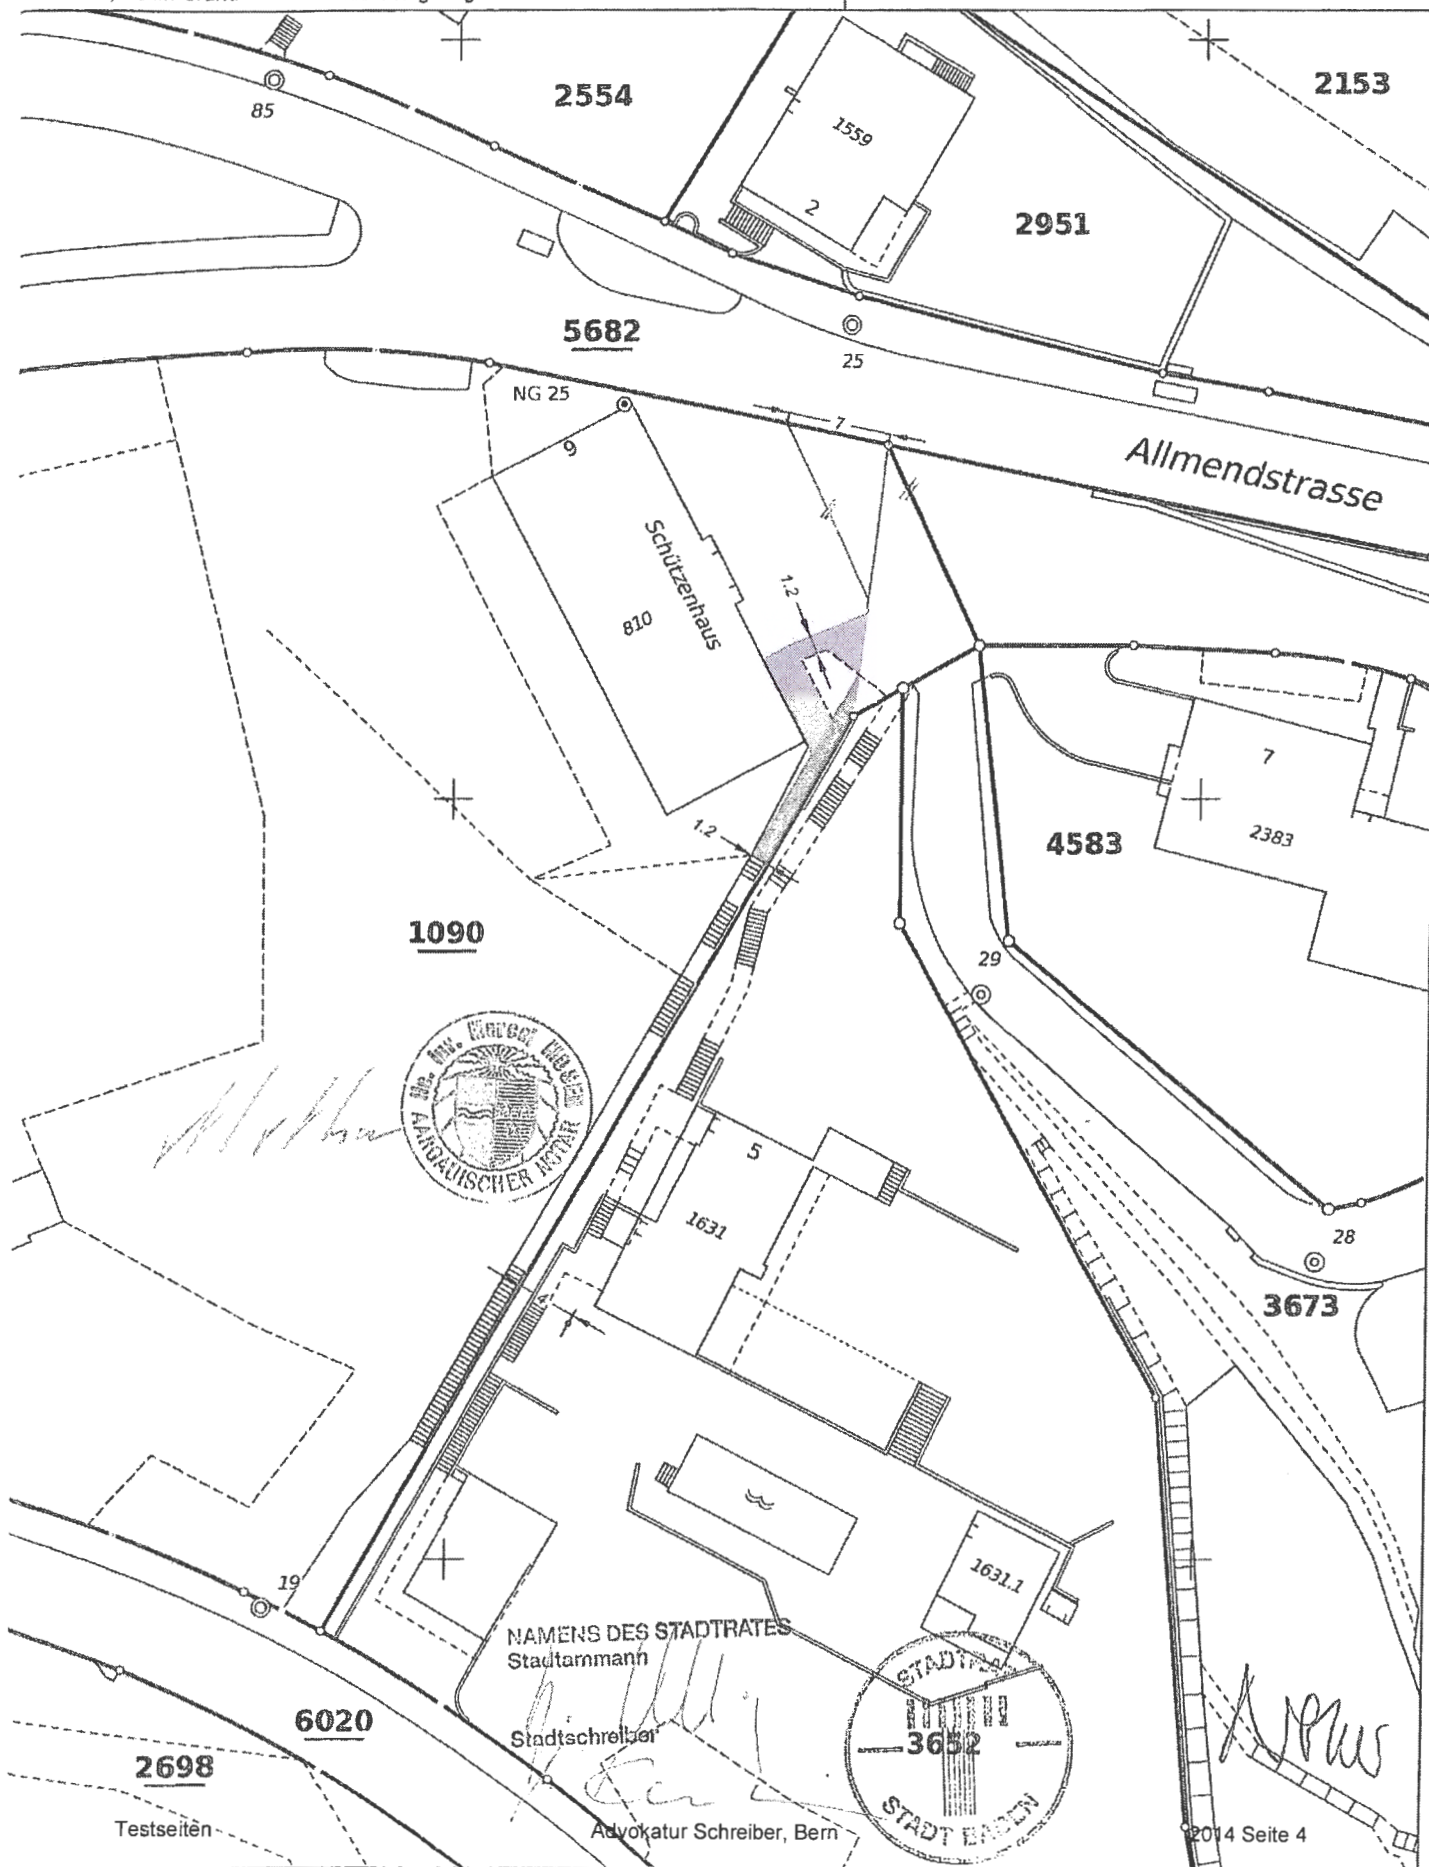 2554
2153
85
1559
2
2951
5682
25
NG 25
9
7
Allmendstrasse
Schützenhaus
810
1.2
7
2383
4583
1.2
1090
29
AARGAUISCHER NOTAR
5
1631
28
3673
4
1631.1
19
NAMENS DES STADTRATES
Stadtammann
Stadtschreiber
6020
3652
STADT BADEN
2698
Testseiten
Advokatur Schreiber, Bern
2014 Seite 4